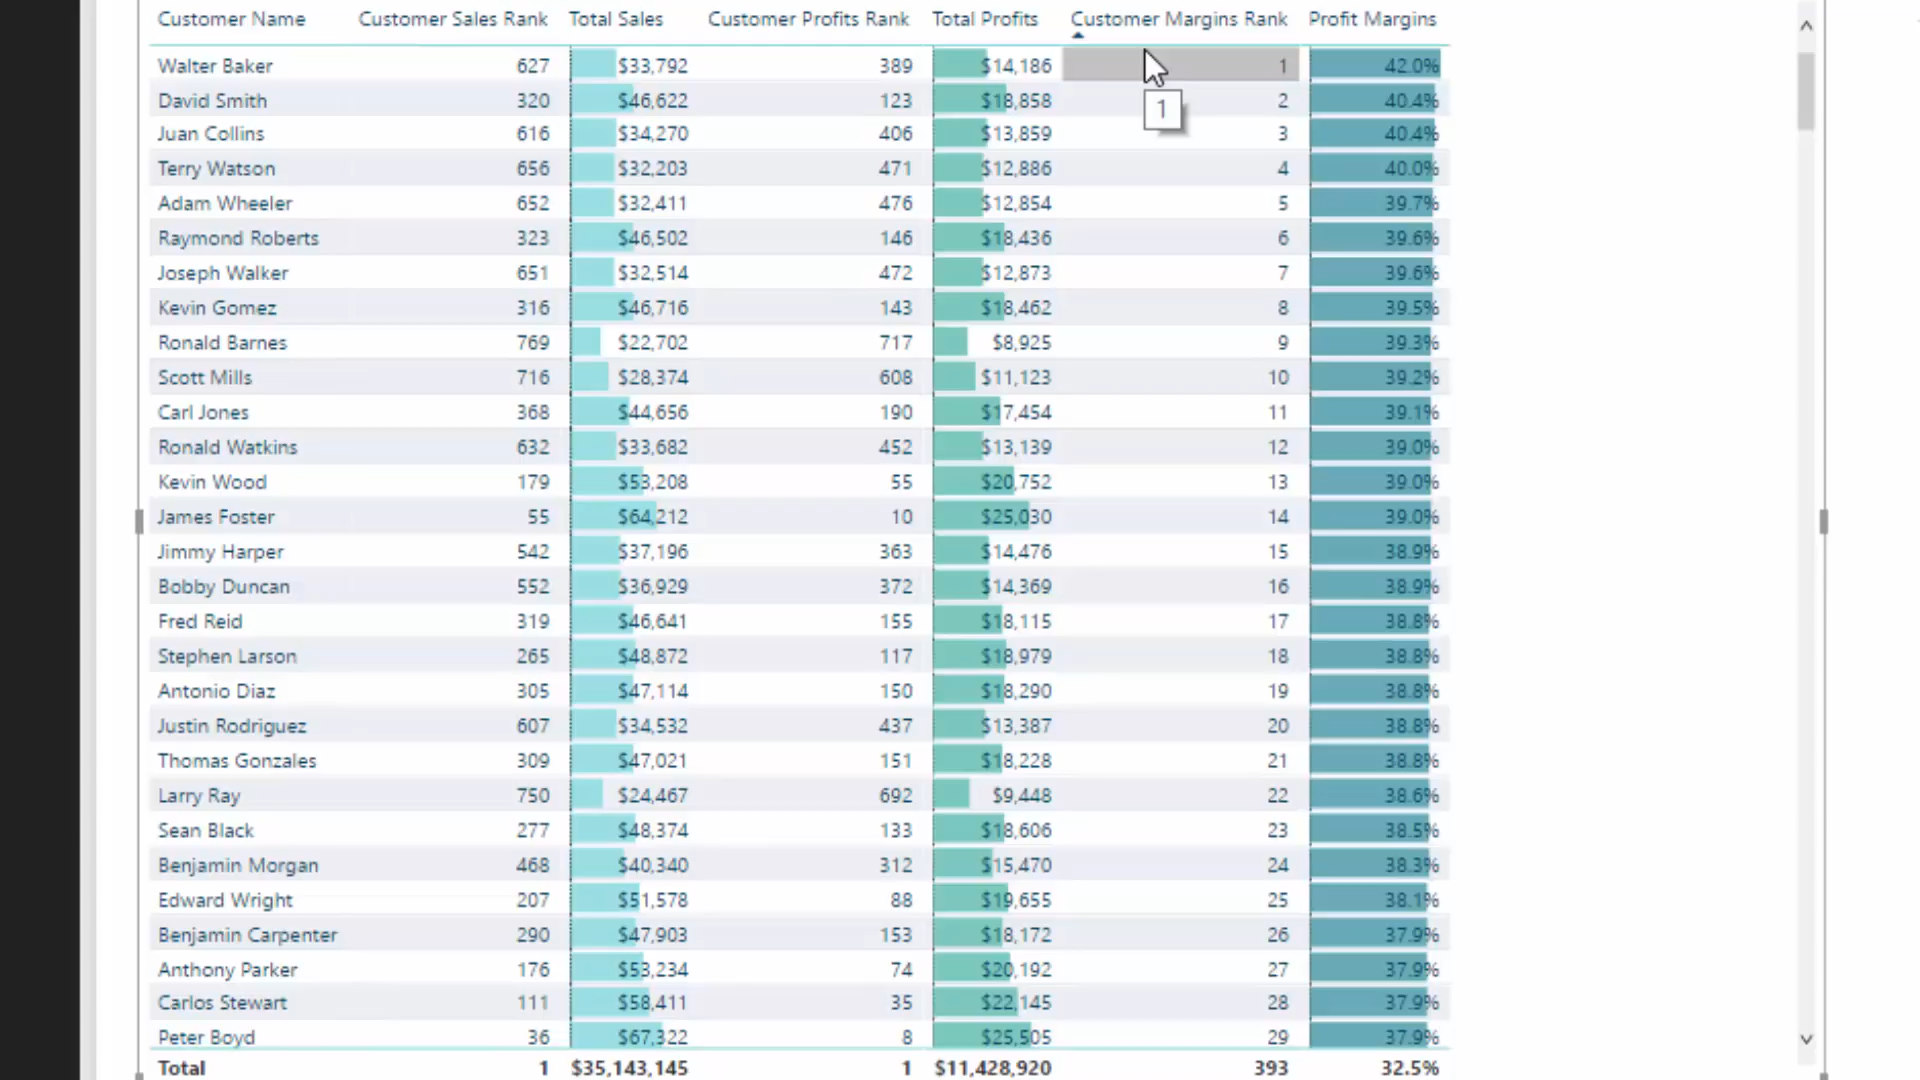 Customer Name Customer Sales Rank Total Sales Customer Profits Rank Total Profits Customer Margins Rank Profit Margins
Walter Baker 627 $33,792 389 $14,186 1 42.0%
David Smith 320 $46,622 123 $18,858 2 40.4%
1
Juan Collins 616 $34,270 406 $13,859 3 40.4%
Terry Watson 656 $32,203 471 $12,886 4 40.0%
Adam Wheeler 652 $32,411 476 $12,854 5 39.7%
Raymond Roberts 323 $46,502 146 $18,436 6 39.6%
Joseph Walker 651 $32,514 472 $12,873 7 39.6%
Kevin Gomez 316 $46,716 143 $18,462 8 39.5%
Ronald Barnes 769 $22,702 717 $8,925 9 39.3%
Scott Mills 716 $28,374 608 $11,123 10 39.2%
Carl Jones 368 $44,656 190 $17,454 11 39.1%
Ronald Watkins 632 $33,682 452 $13,139 12 39.0%
Kevin Wood 179 $53,208 55 $20,752 13 39.0%
James Foster 55 $64,212 10 $25,030 14 39.0%
Jimmy Harper 542 $37,196 363 $14,476 15 38.9%
Bobby Duncan 552 $36,929 372 $14,369 16 38.9%
Fred Reid 319 $46,641 155 $18,115 17 38.8%
Stephen Larson 265 $48,872 117 $18,979 18 38.8%
Antonio Diaz 305 $47,114 150 $18,290 19 38.8%
Justin Rodriguez 607 $34,532 437 $13,387 20 38.8%
Thomas Gonzales 309 $47,021 151 $18,228 21 38.8%
Larry Ray 750 $24,467 692 $9,448 22 38.6%
Sean Black 277 $48,374 133 $18,606 23 38.5%
Benjamin Morgan 468 $40,340 312 $15,470 24 38.3%
Edward Wright 207 $51,578 88 $19,655 25 38.1%
Benjamin Carpenter 290 $47,903 153 $18,172 26 37.9%
Anthony Parker 176 $53,234 74 $20,192 27 37.9%
Carlos Stewart 111 $58,411 35 $22,145 28 37.9%
Peter Boyd 36 $67,322 8 $25,505 29 37.9%
Total 1 $35,143,145 1 $11,428,920 393 32.5%